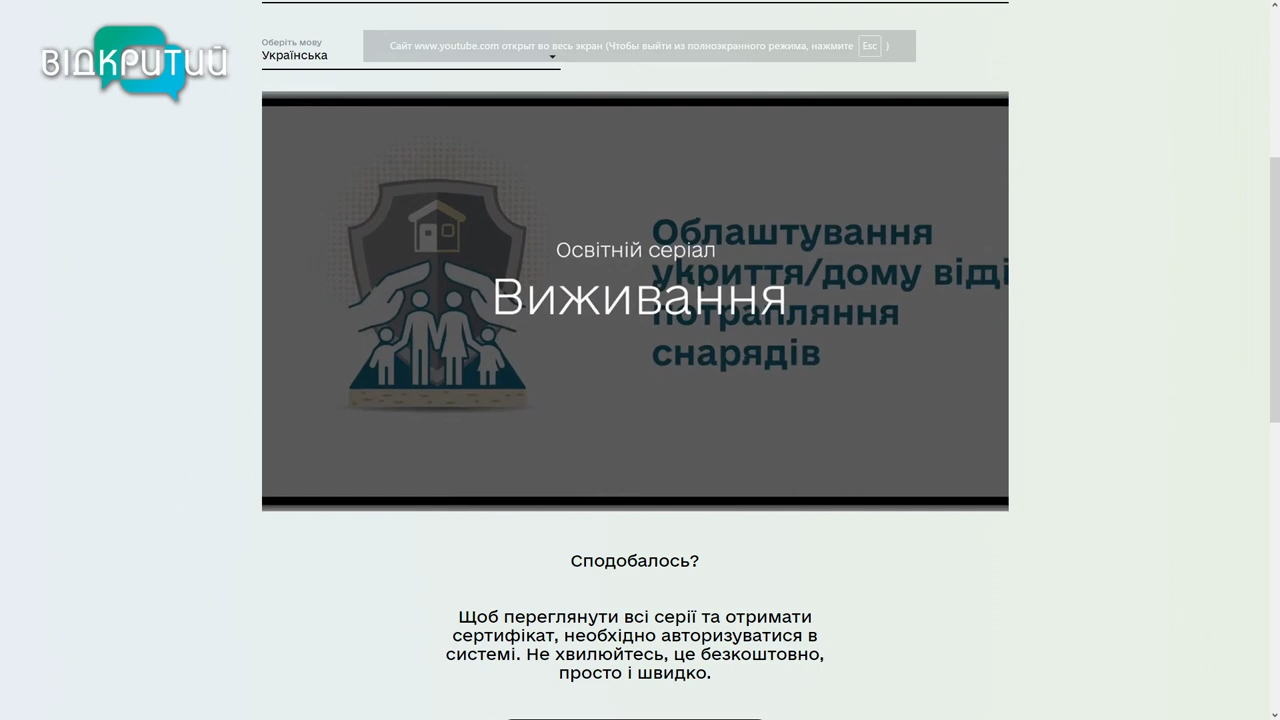 ВІДКРИТИЙ
Оберіть мову
Українська
Сайт www.youtube.com открыт во весь экран (Чтобы выйти из полноэкранного режима, нажмите Esc )
Освітній серіал
Виживання
Облаштування
укриття/дому від
потрапляння
снарядів
Сподобалось?
Щоб переглянути всі серії та отримати
сертифікат, необхідно авторизуватися в
системі. Не хвилюйтесь, це безкоштовно,
просто і швидко.